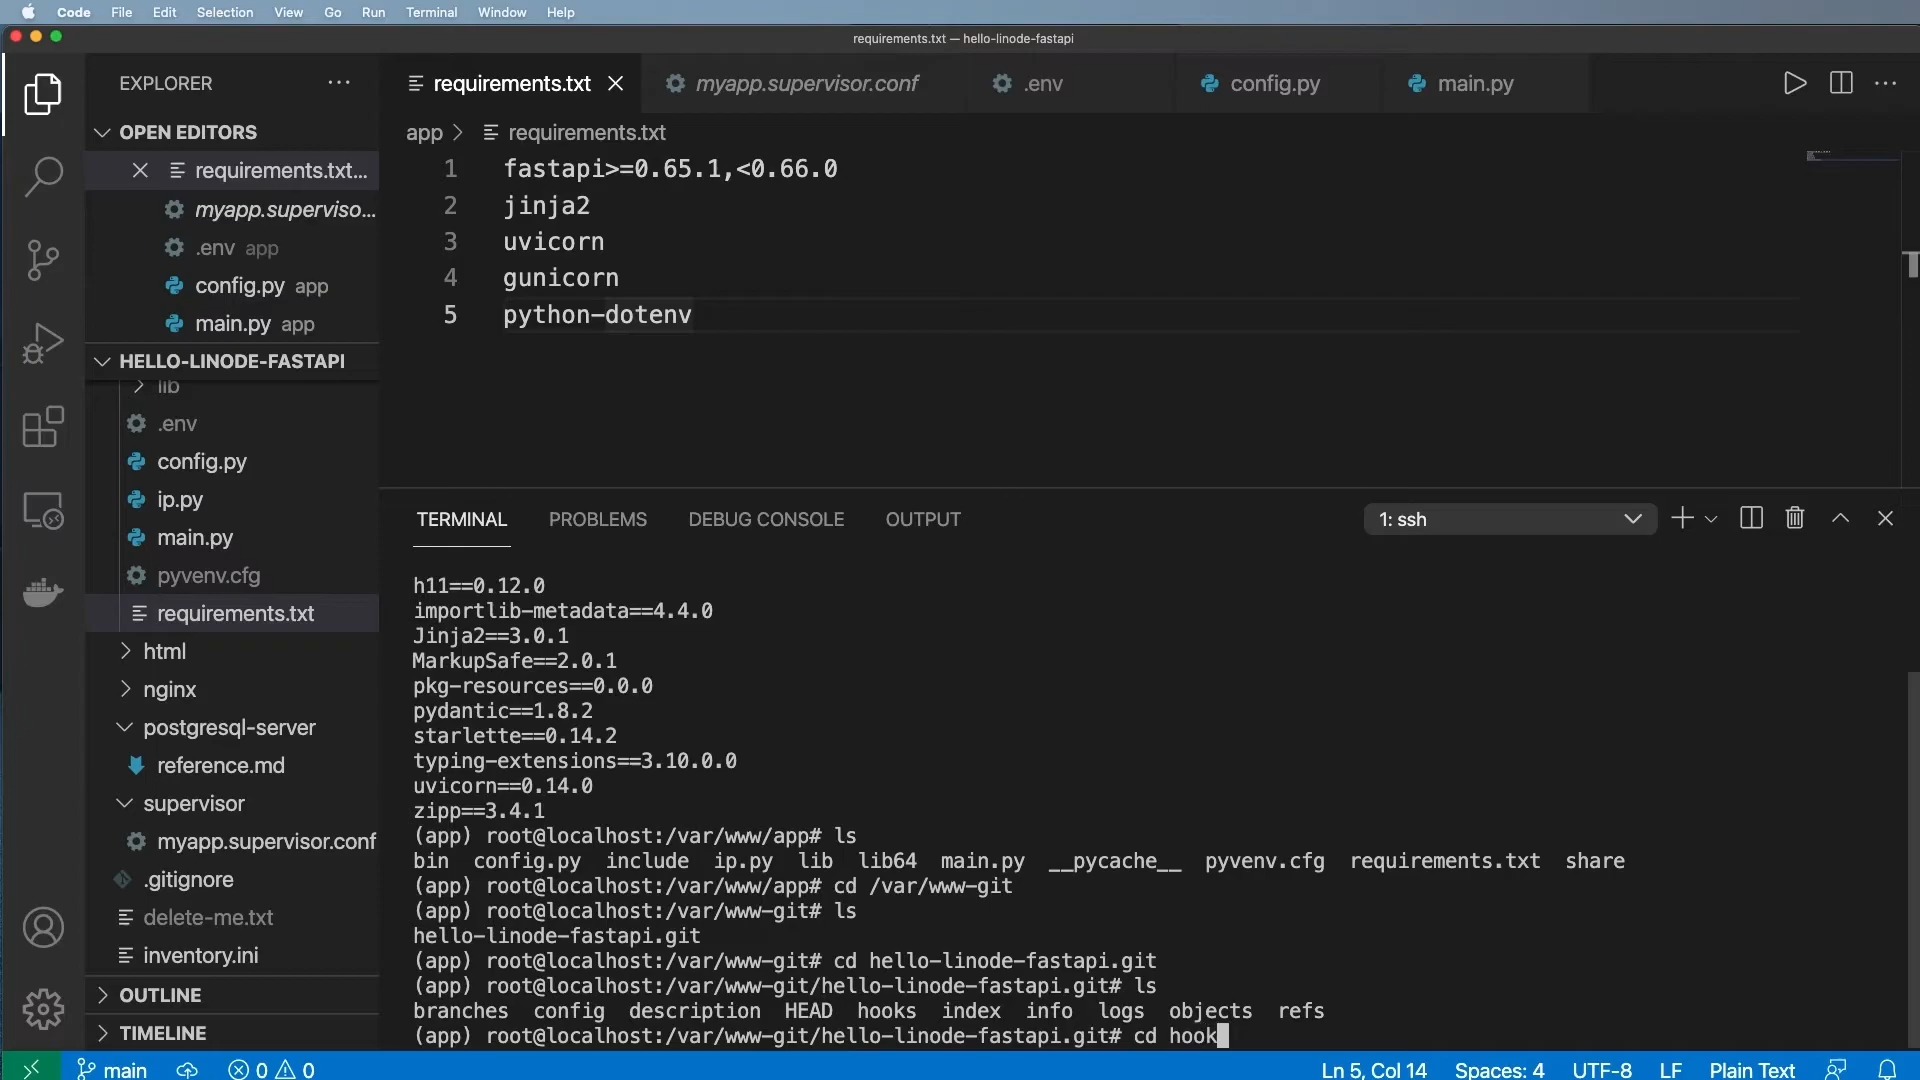 Code File Edit Selection View Go Run Terminal Window Help
requirements.txt — hello-linode-fastapi
EXPLORER
requirements.txt
myapp.supervisor.conf
.env
config.py
main.py
OPEN EDITORS
requirements.txt...
myapp.superviso...
.env app
config.py app
main.py app
HELLO-LINODE-FASTAPI
lib
.env
config.py
ip.py
main.py
pyvenv.cfg
requirements.txt
html
nginx
postgresql-server
reference.md
supervisor
myapp.supervisor.conf
.gitignore
delete-me.txt
inventory.ini
OUTLINE
TIMELINE
app > requirements.txt
1 fastapi>=0.65.1,<0.66.0
2 jinja2
3 uvicorn
4 gunicorn
5 python-dotenv
TERMINAL PROBLEMS DEBUG CONSOLE OUTPUT
1: ssh
h11==0.12.0
importlib-metadata==4.4.0
Jinja2==3.0.1
MarkupSafe==2.0.1
pkg-resources==0.0.0
pydantic==1.8.2
starlette==0.14.2
typing-extensions==3.10.0.0
uvicorn==0.14.0
zipp==3.4.1
(app) root@localhost:/var/www/app# ls
bin config.py include ip.py lib lib64 main.py __pycache__ pyvenv.cfg requirements.txt share
(app) root@localhost:/var/www/app# cd /var/www-git
(app) root@localhost:/var/www-git# ls
hello-linode-fastapi.git
(app) root@localhost:/var/www-git# cd hello-linode-fastapi.git
(app) root@localhost:/var/www-git/hello-linode-fastapi.git# ls
branches config description HEAD hooks index info logs objects refs
(app) root@localhost:/var/www-git/hello-linode-fastapi.git# cd hook
main 0 0 Ln 5, Col 14 Spaces: 4 UTF-8 LF Plain Text